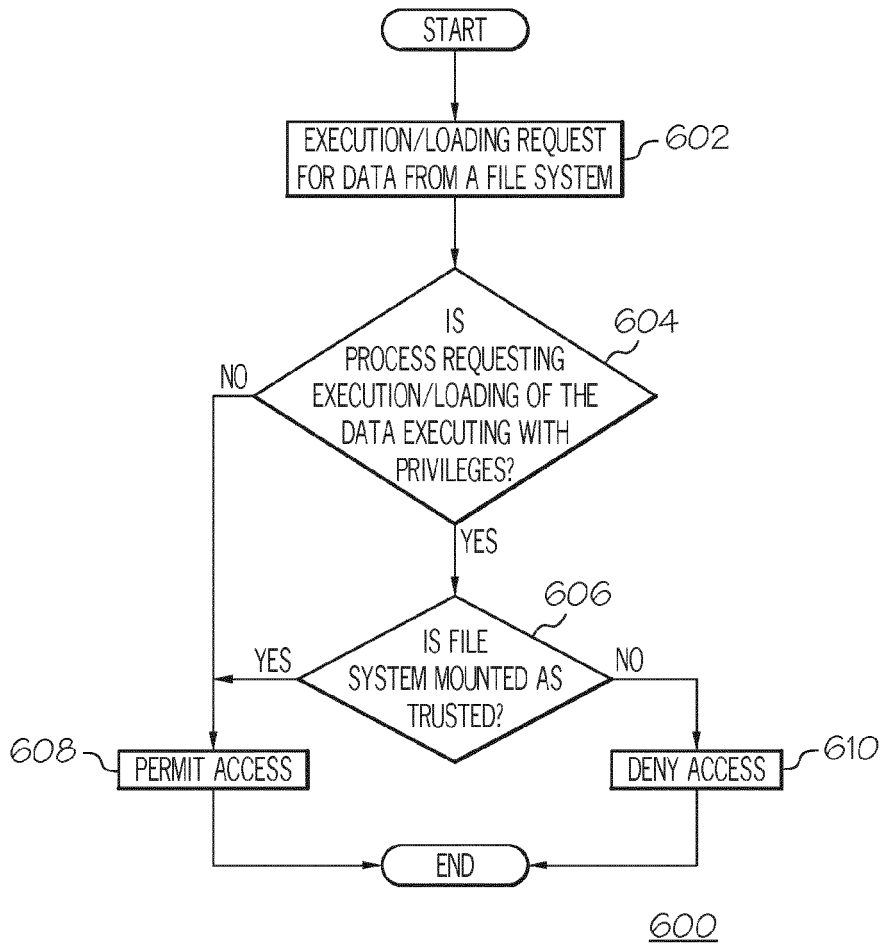 START
EXECUTION/LOADING REQUEST
FOR DATA FROM A FILE SYSTEM
602
IS
PROCESS REQUESTING
EXECUTION/LOADING OF THE
DATA EXECUTING WITH
PRIVILEGES?
604
NO
YES
IS FILE
SYSTEM MOUNTED AS
TRUSTED?
606
YES
NO
608
PERMIT ACCESS
DENY ACCESS
610
END
600